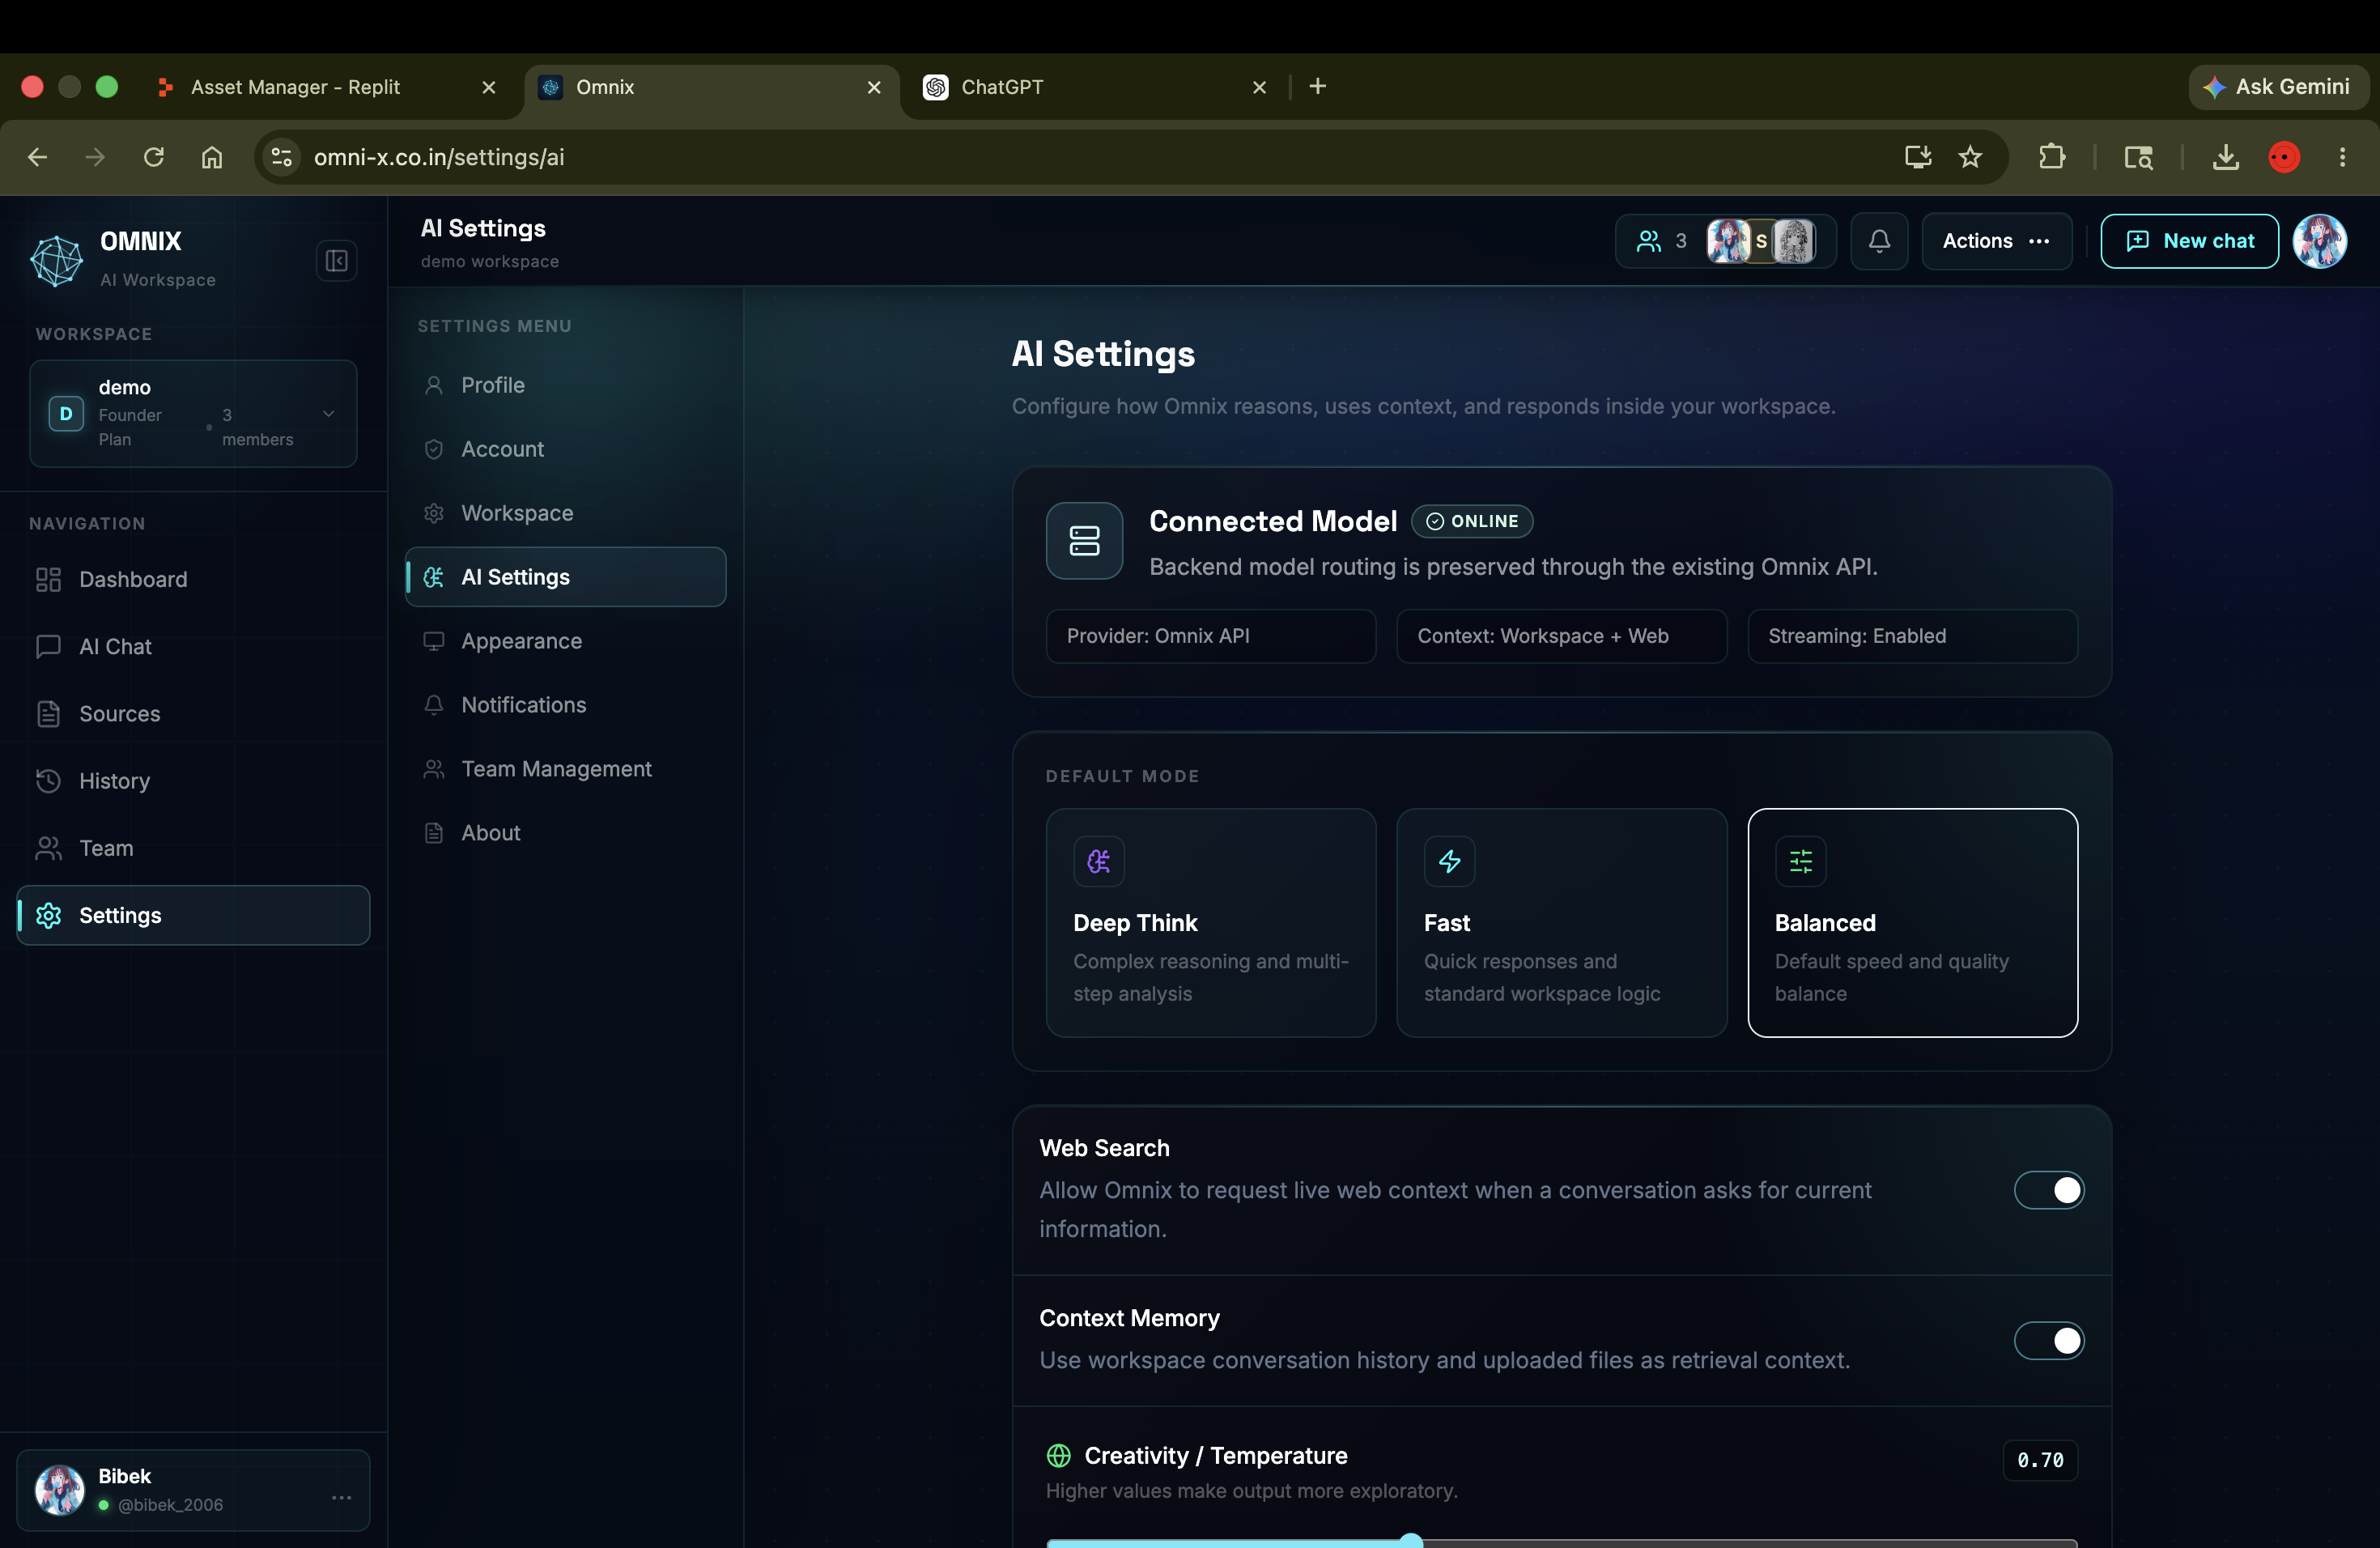 Asset Manager - Replit
Omnix
ChatGPT
Ask Gemini
omni-x.co.in/settings/ai
OMNIX
AI Workspace
WORKSPACE
D
demo
Founder Plan
3 members
NAVIGATION
Dashboard
AI Chat
Sources
History
Team
Settings
Bibek
@bibek_2006
AI Settings
demo workspace
3
S
Actions
New chat
SETTINGS MENU
Profile
Account
Workspace
AI Settings
Appearance
Notifications
Team Management
About
AI Settings
Configure how Omnix reasons, uses context, and responds inside your workspace.
Connected Model
ONLINE
Backend model routing is preserved through the existing Omnix API.
Provider: Omnix API
Context: Workspace + Web
Streaming: Enabled
DEFAULT MODE
Deep Think
Complex reasoning and multi-
step analysis
Fast
Quick responses and
standard workspace logic
Balanced
Default speed and quality
balance
Web Search
Allow Omnix to request live web context when a conversation asks for current
information.
Context Memory
Use workspace conversation history and uploaded files as retrieval context.
Creativity / Temperature
0.70
Higher values make output more exploratory.